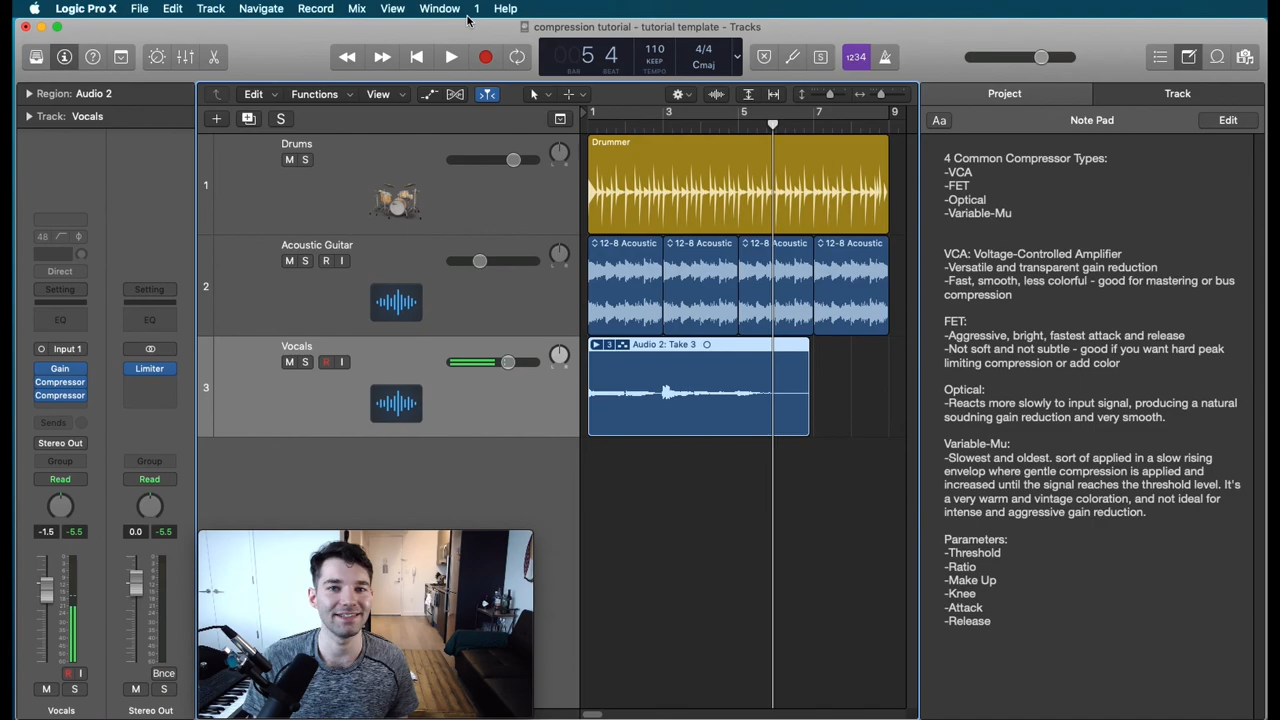 Logic Pro X File Edit Track Navigate Record Mix View Window 1 Help
compression tutorial - tutorial template - Tracks
5 4
BAR BEAT
110
KEEP
TEMPO
4/4
Cmaj
1234
Region: Audio 2
Track: Vocals
Edit Functions View
S
1 3 5 7 9
48
Direct
Setting
EQ
Input 1
Gain
Compressor
Compressor
Sends
Stereo Out
Group
Read
-1.5 -5.5
R I
M S
Vocals
Setting
EQ
Limiter
Group
Read
0.0 -5.5
Bnce
M S
Stereo Out
1
Drums
M S
2
Acoustic Guitar
M S R I
3
Vocals
M S R I
Drummer
12-8 Acoustic 12-8 Acoustic 12-8 Acoustic 12-8 Acoustic
3 Audio 2: Take 3
Project Track
Aa Note Pad Edit
4 Common Compressor Types:
-VCA
-FET
-Optical
-Variable-Mu
VCA: Voltage-Controlled Amplifier
-Versatile and transparent gain reduction
-Fast, smooth, less colorful - good for mastering or bus
compression
FET:
-Aggressive, bright, fastest attack and release
-Not soft and not subtle - good if you want hard peak
limiting compression or add color
Optical:
-Reacts more slowly to input signal, producing a natural
soudning gain reduction and very smooth.
Variable-Mu:
-Slowest and oldest. sort of applied in a slow rising
envelop where gentle compression is applied and
increased until the signal reaches the threshold level. It's
a very warm and vintage coloration, and not ideal for
intense and aggressive gain reduction.
Parameters:
-Threshold
-Ratio
-Make Up
-Knee
-Attack
-Release